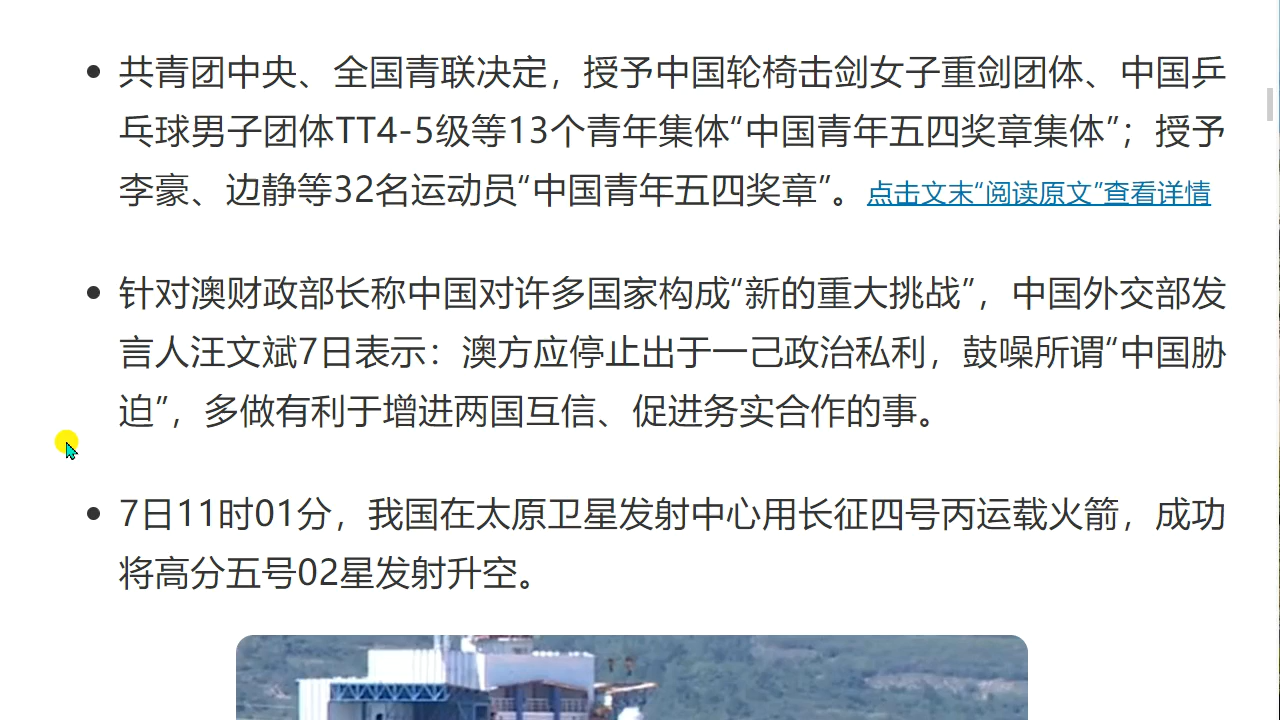 共青团中央、全国青联决定，授予中国轮椅击剑女子重剑团体、中国乒
乓球男子团体TT4-5级等13个青年集体“中国青年五四奖章集体”；授予
李豪、边静等32名运动员“中国青年五四奖章”。点击文末“阅读原文”查看详情
针对澳财政部长称中国对许多国家构成“新的重大挑战”，中国外交部发
言人汪文斌7日表示：澳方应停止出于一己政治私利，鼓噪所谓“中国胁
迫”，多做有利于增进两国互信、促进务实合作的事。
7日11时01分，我国在太原卫星发射中心用长征四号丙运载火箭，成功
将高分五号02星发射升空。